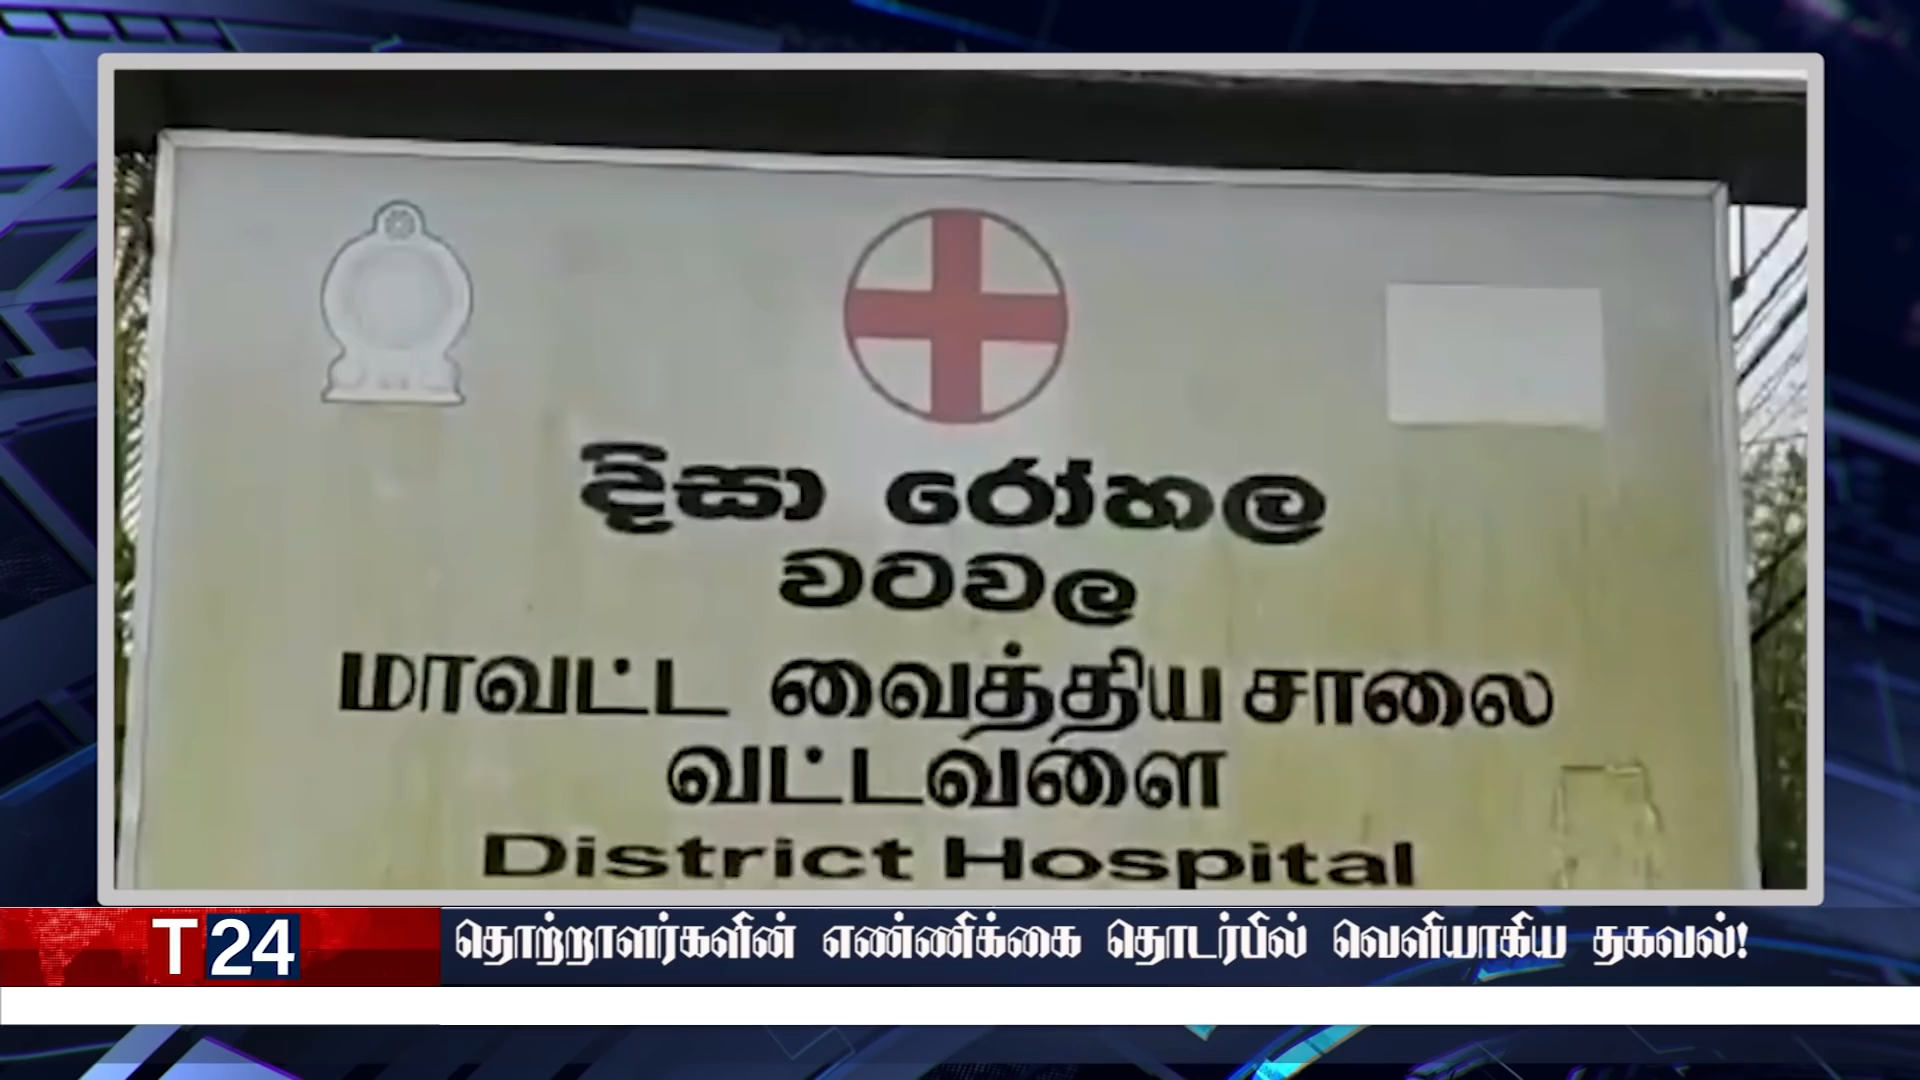 දිසා රෝහල
වටවල
மாவட்ட வைத்திய சாலை
வட்டவளை
District Hospital
T24 தொற்றாளர்களின் எண்ணிக்கை தொடர்பில் வெளியாகிய தகவல்!